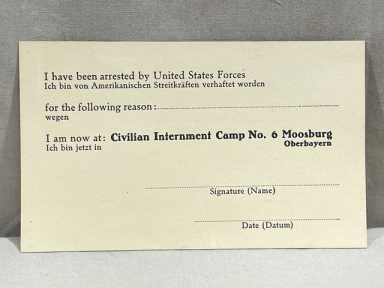 I have been arrested by United States Forces
Ich bin von Amerikanischen Streitkräften verhaftet worden
for the following reason:
wegen
I am now at: Civilian Internment Camp No. 6 Moosburg
Ich bin jetzt in Oberbayern
Signature (Name)
Date (Datum)